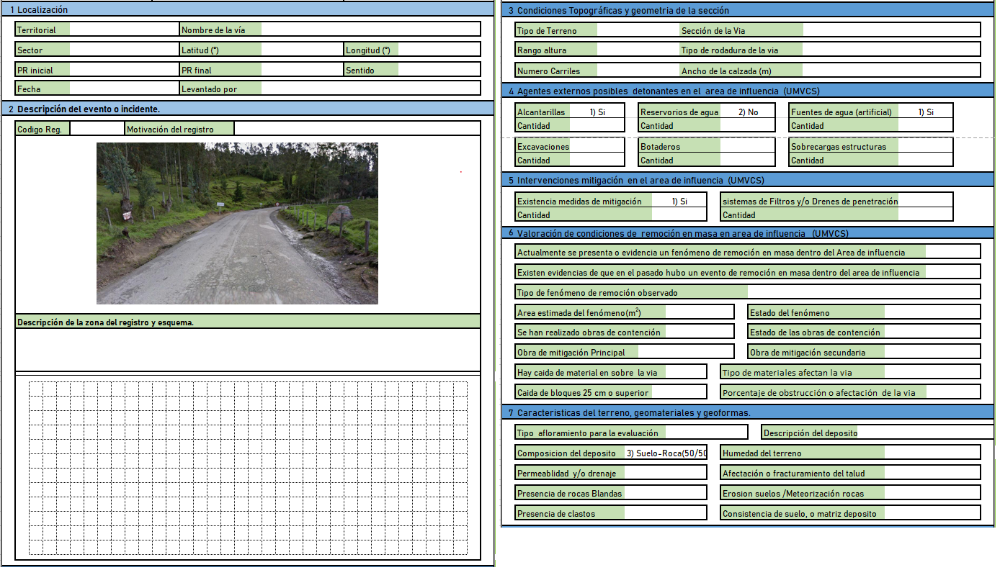 1 Localización
Territorial Nombre de la vía
Sector Latitud (°) Longitud (°)
PR inicial PR final Sentido
Fecha Levantado por
2 Descripción del evento o incidente.
Codigo Reg. Motivación del registro
Descripción de la zona del registro y esquema.
3 Condiciones Topográficas y geometria de la sección
Tipo de Terreno Sección de la Via
Rango altura Tipo de rodadura de la via
Numero Carriles Ancho de la calzada (m)
4 Agentes externos posibles detonantes en el area de influencia (UMVCS)
Alcantarillas 1) Si Reservorios de agua 2) No Fuentes de agua (artificial) 1) Si
Cantidad Cantidad Cantidad
Excavaciones Botaderos Sobrecargas estructuras
Cantidad Cantidad Cantidad
5 Intervenciones mitigación en el area de influencia (UMVCS)
Existencia medidas de mitigación 1) Si sistemas de Filtros y/o Drenes de penetración
Cantidad Cantidad
6 Valoración de condiciones de remoción en masa en area de influencia (UMVCS)
Actualmente se presenta o evidencia un fenómeno de remoción en masa dentro del Area de influencia
Existen evidencias de que en el pasado hubo un evento de remoción en masa dentro del area de influencia
Tipo de fenómeno de remoción observado
Area estimada del fenómeno(m²) Estado del fenómeno
Se han realizado obras de contención Estado de las obras de contención
Obra de mitigación Principal Obra de mitigación secundaria
Hay caida de material en sobre la via Tipo de materiales afectan la via
Caida de bloques 25 cm o superior Porcentaje de obstrucción o afectación de la via
7 Caracteristicas del terreno, geomateriales y geoformas.
Tipo afloramiento para la evaluación Descripción del deposito
Composicion del deposito 3) Suelo-Roca(50/50 Humedad del terreno
Permeablidad y/o drenaje Afectación o fracturamiento del talud
Presencia de rocas Blandas Erosion suelos /Meteorización rocas
Presencia de clastos Consistencia de suelo, o matriz deposito